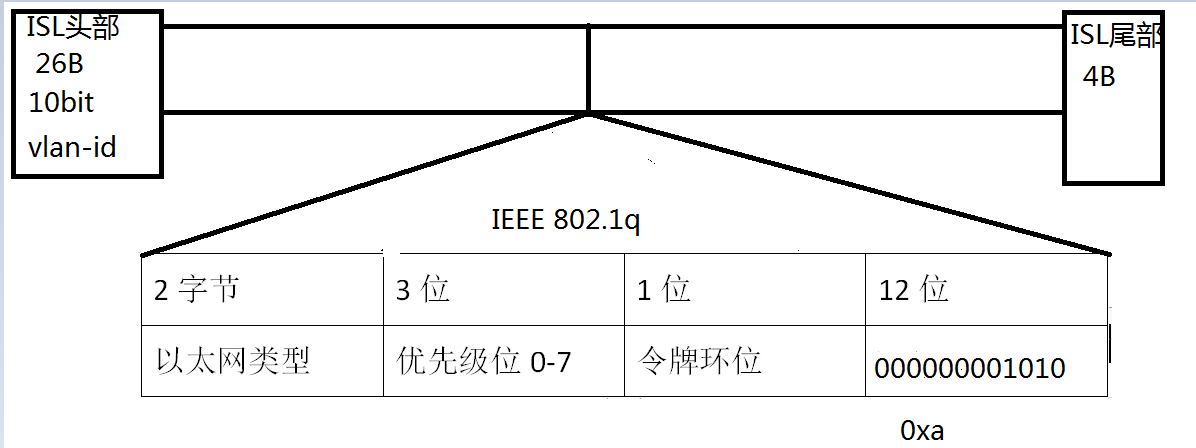 ISL头部
26B
10bit
vlan-id
ISL尾部
4B
IEEE 802.1q
2 字节 3 位 1 位 12 位
以太网类型 优先级位 0-7 令牌环位 000000001010
0xa